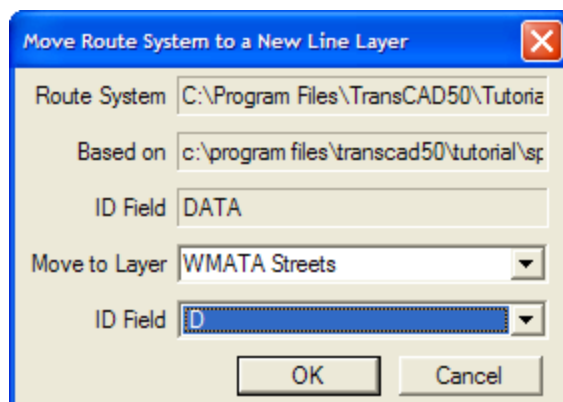 Move Route System to a New Line Layer
Route System C:\Program Files\TransCAD50\Tutoria
Based on c:\program files\transcad50\tutorial\sp
ID Field DATA
Move to Layer WMATA Streets
ID Field D
OK Cancel